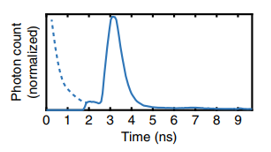 Photon count
(normalized)
0 1 2 3 4 5 6 7 8 9
Time (ns)